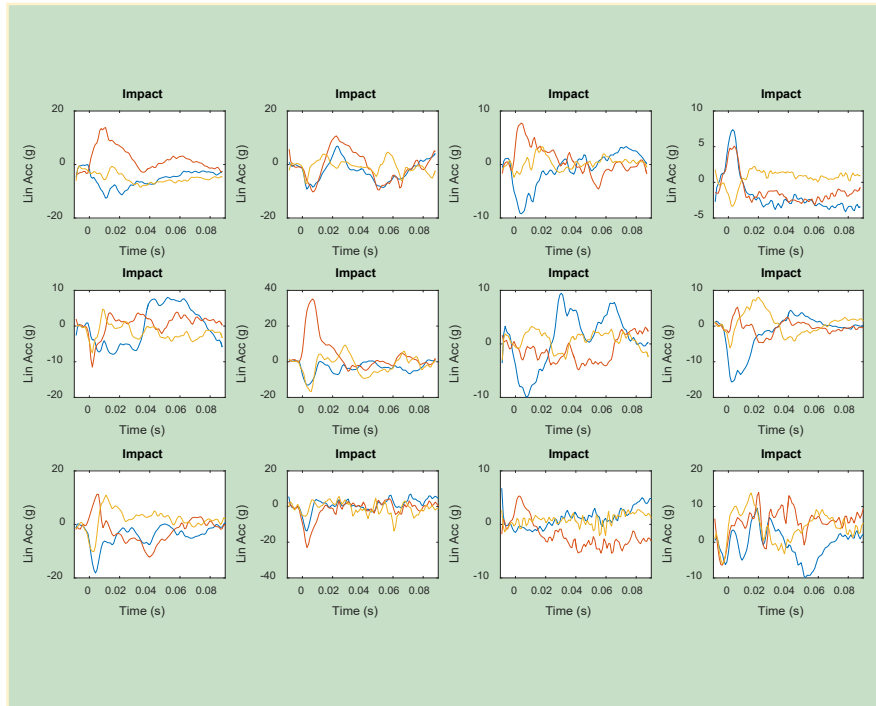 Impact Impact Impact Impact
20 20 10 10
Lin Acc (g) Lin Acc (g) Lin Acc (g) Lin Acc (g)
5
0 0 0 0
-20 -20 -10 -5
0 0.02 0.04 0.06 0.08 0 0.02 0.04 0.06 0.08 0 0.02 0.04 0.06 0.08 0 0.02 0.04 0.06 0.08
Time (s) Time (s) Time (s) Time (s)
Impact Impact Impact Impact
10 40 10 10
Lin Acc (g) Lin Acc (g) Lin Acc (g) Lin Acc (g)
20
0 0 0 0
-10 -10
-20 -20 -10 -20
0 0.02 0.04 0.06 0.08 0 0.02 0.04 0.06 0.08 0 0.02 0.04 0.06 0.08 0 0.02 0.04 0.06 0.08
Time (s) Time (s) Time (s) Time (s)
Impact Impact Impact Impact
20 20 10 20
Lin Acc (g) Lin Acc (g) Lin Acc (g) Lin Acc (g)
0 0 10
0
-20 0
-20 -40 -10 -10
0 0.02 0.04 0.06 0.08 0 0.02 0.04 0.06 0.08 0 0.02 0.04 0.06 0.08 0 0.02 0.04 0.06 0.08
Time (s) Time (s) Time (s) Time (s)